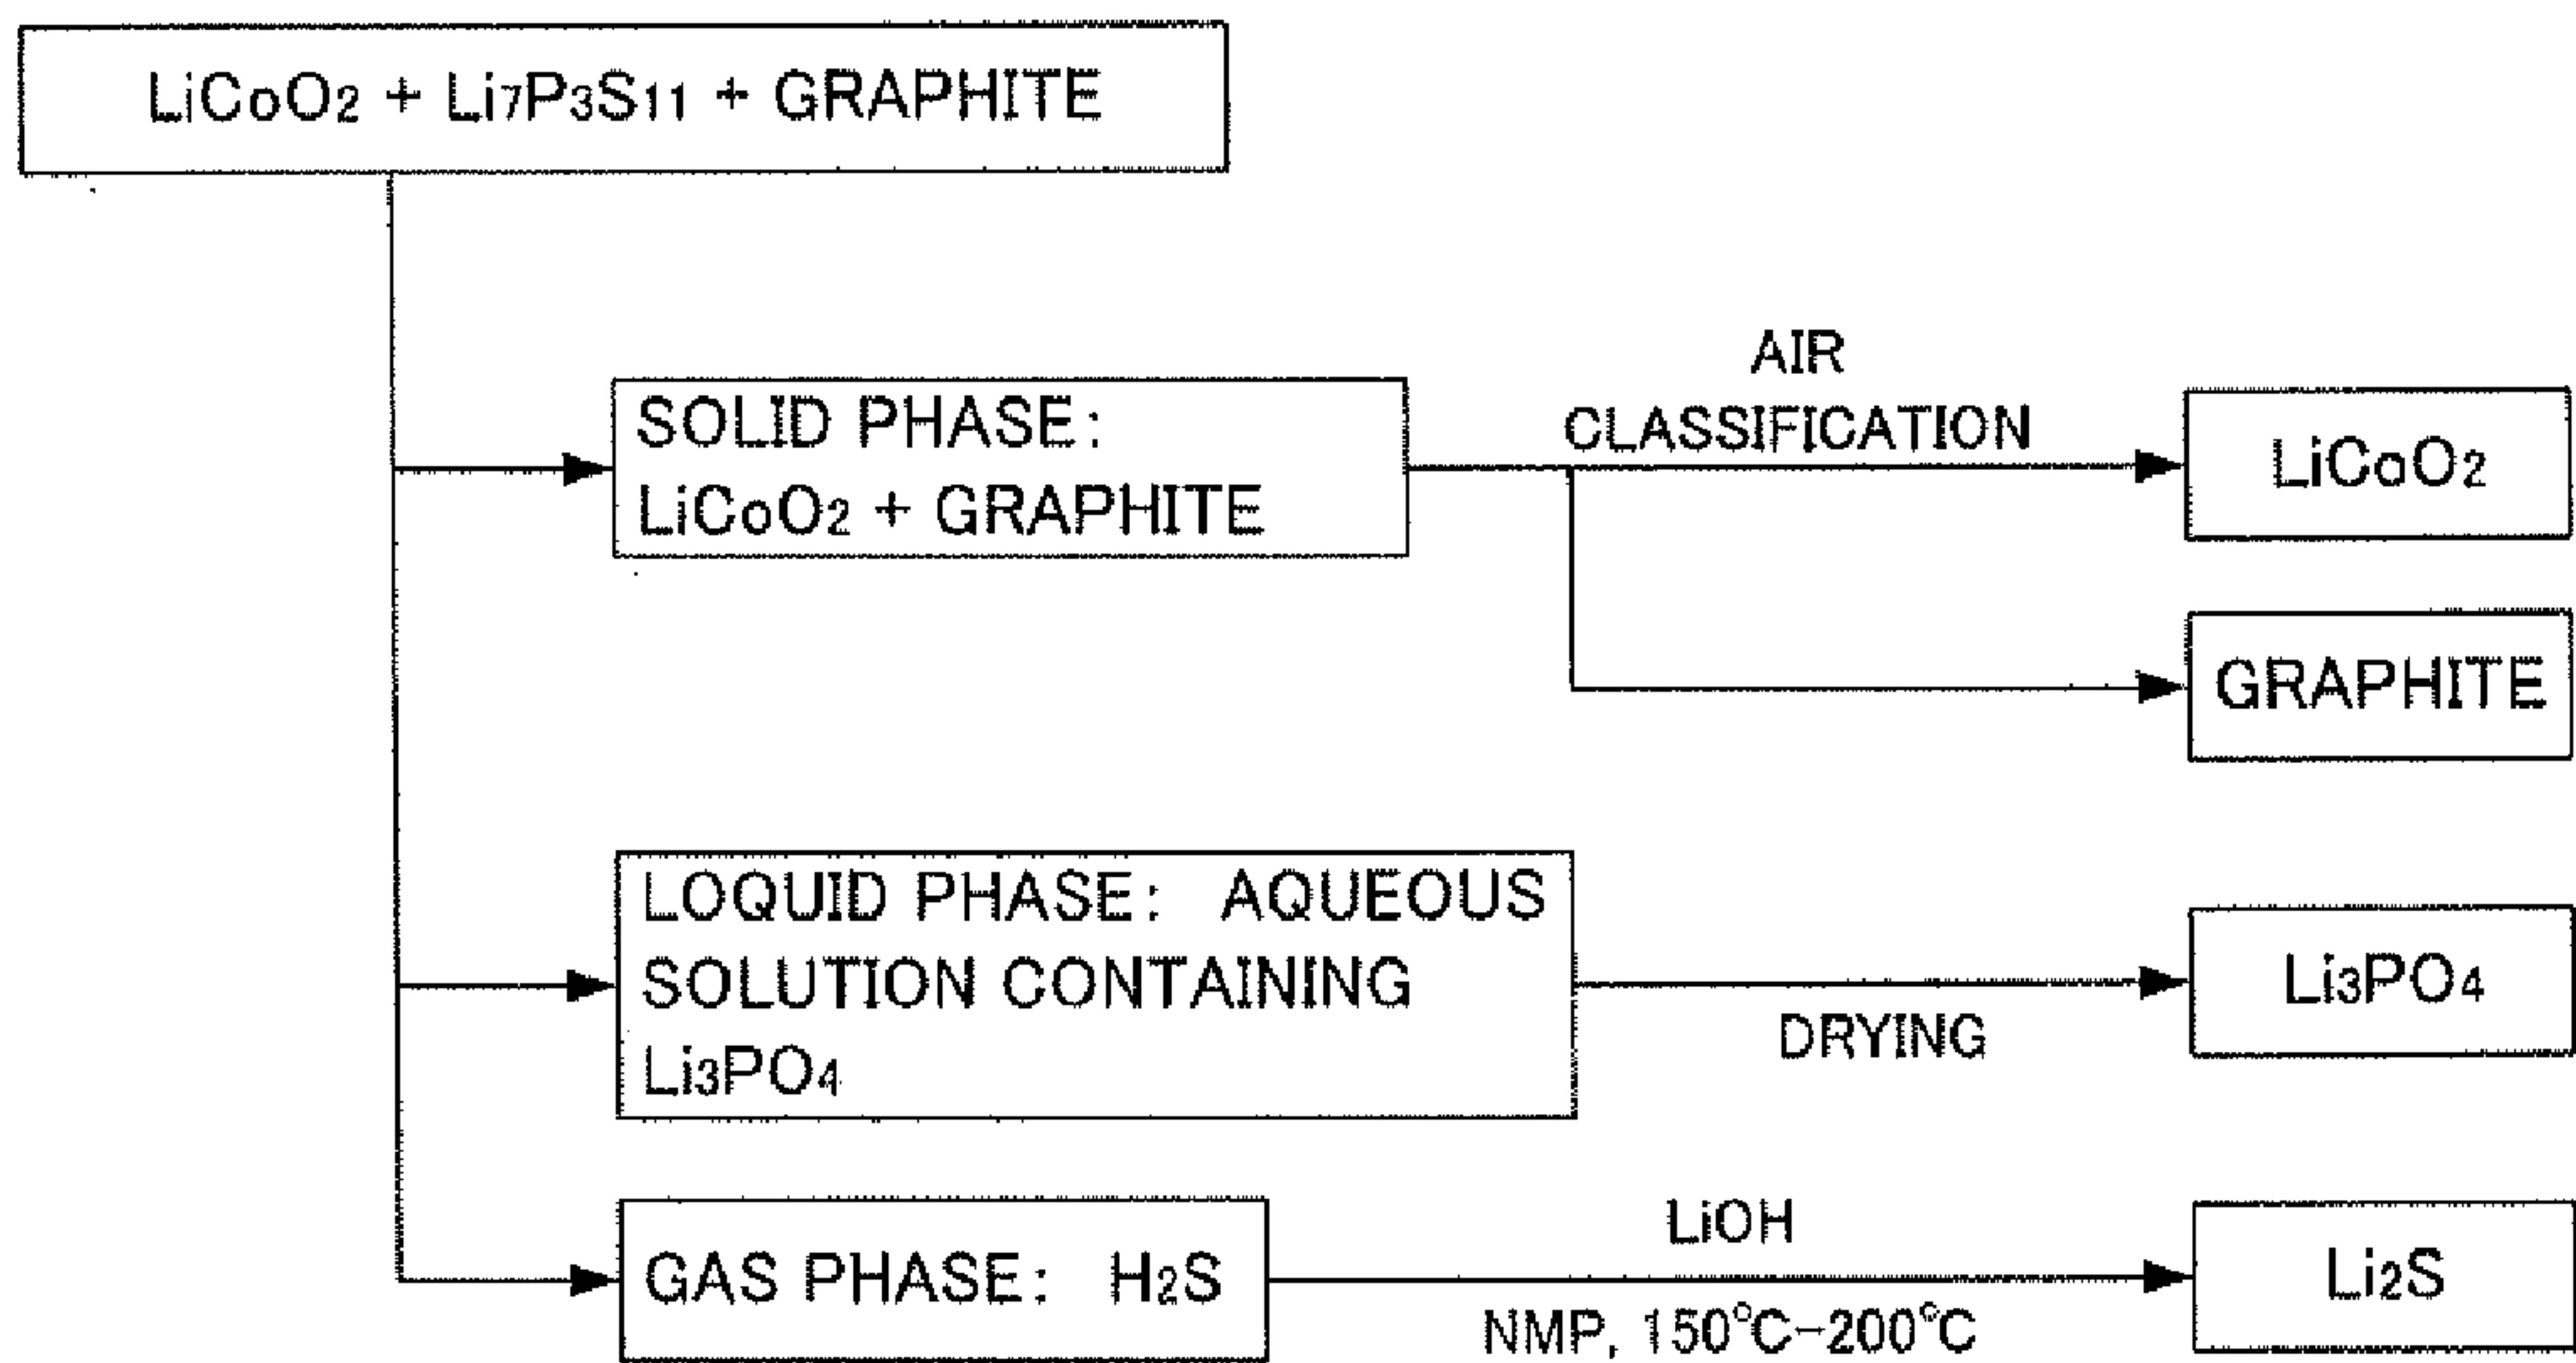 LiCoO2 + Li7P3S11 + GRAPHITE
SOLID PHASE:
LiCoO2 + GRAPHITE
AIR
CLASSIFICATION
LiCoO2
GRAPHITE
LOQUID PHASE: AQUEOUS
SOLUTION CONTAINING
Li3PO4
DRYING
Li3PO4
GAS PHASE: H2S
LiOH
NMP, 150°C-200°C
Li2S